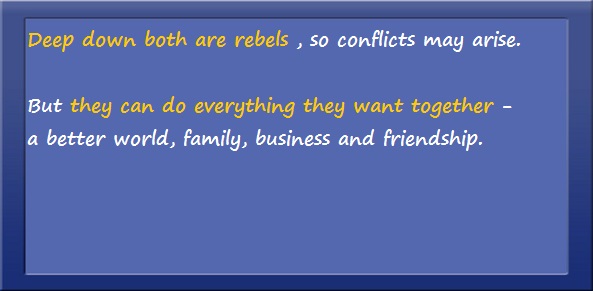 Deep down both are rebels , so conflicts may arise.
But they can do everything they want together -
a better world, family, business and friendship.